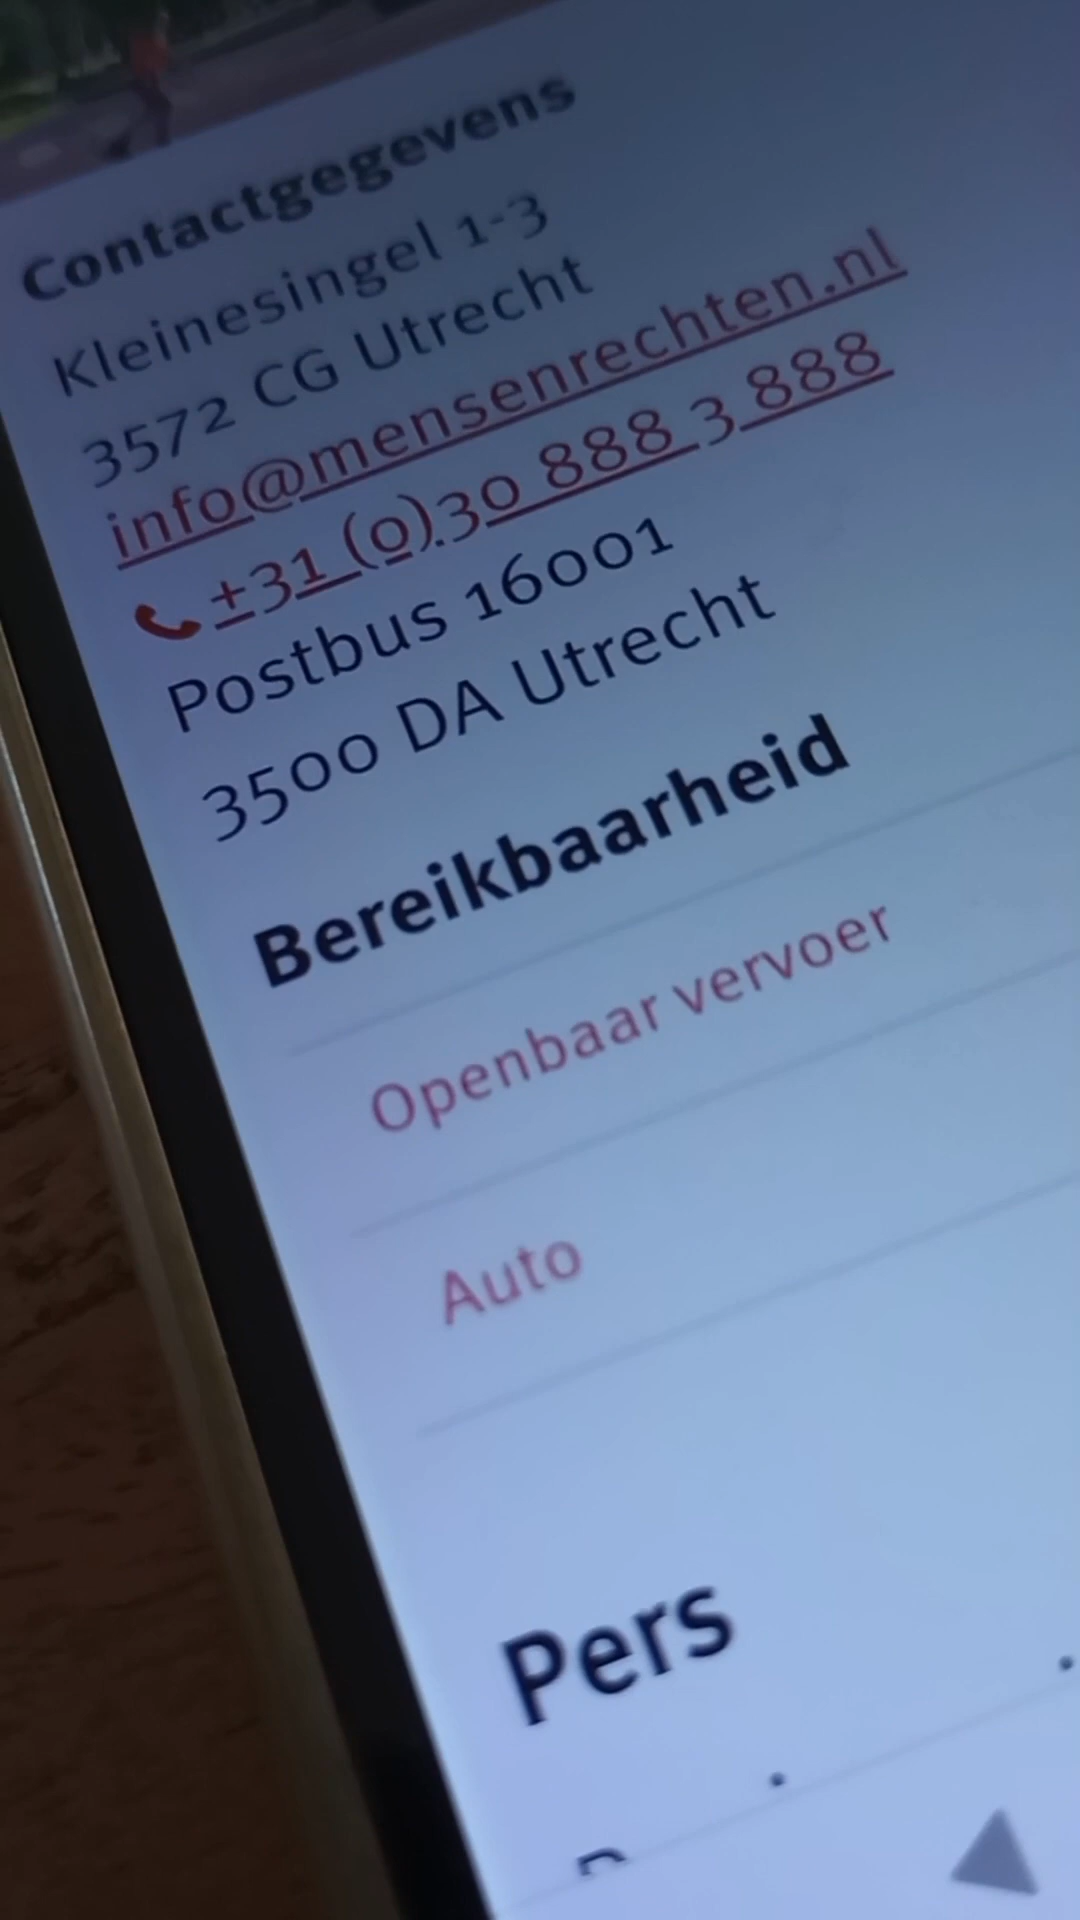 Contactgegevens
Kleinesingel 1-3
3572 CG Utrecht
info@mensenrechten.nl
+31 (0) 30 888 3 888
Postbus 16001
3500 DA Utrecht
Bereikbaarheid
Openbaar vervoer
Auto
Pers